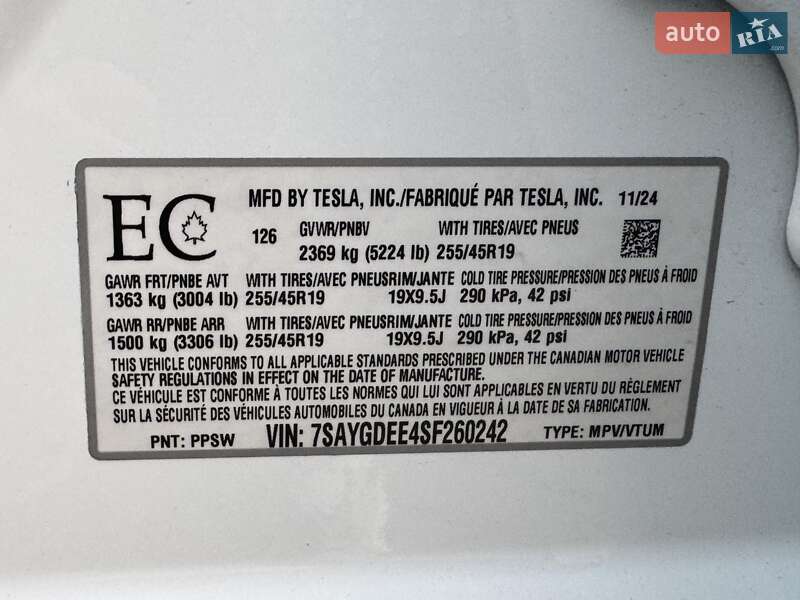 auto RIA.com
EC MFD BY TESLA, INC./FABRIQUÉ PAR TESLA, INC. 11/24
126 GVWR/PNBV WITH TIRES/AVEC PNEUS
2369 kg (5224 lb) 255/45R19
GAWR FRT/PNBE AVT WITH TIRES/AVEC PNEUS RIM/JANTE COLD TIRE PRESSURE/PRESSION DES PNEUS À FROID
1363 kg (3004 lb) 255/45R19 19X9.5J 290 kPa, 42 psi
GAWR RR/PNBE ARR WITH TIRES/AVEC PNEUS RIM/JANTE COLD TIRE PRESSURE/PRESSION DES PNEUS À FROID
1500 kg (3306 lb) 255/45R19 19X9.5J 290 kPa, 42 psi
THIS VEHICLE CONFORMS TO ALL APPLICABLE STANDARDS PRESCRIBED UNDER THE CANADIAN MOTOR VEHICLE
SAFETY REGULATIONS IN EFFECT ON THE DATE OF MANUFACTURE.
CE VÉHICULE EST CONFORME À TOUTES LES NORMES QUI LUI SONT APPLICABLES EN VERTU DU RÈGLEMENT
SUR LA SÉCURITÉ DES VÉHICULES AUTOMOBILES DU CANADA EN VIGUEUR À LA DATE DE SA FABRICATION.
PNT: PPSW VIN: 7SAYGDEE4SF260242 TYPE: MPV/VTUM